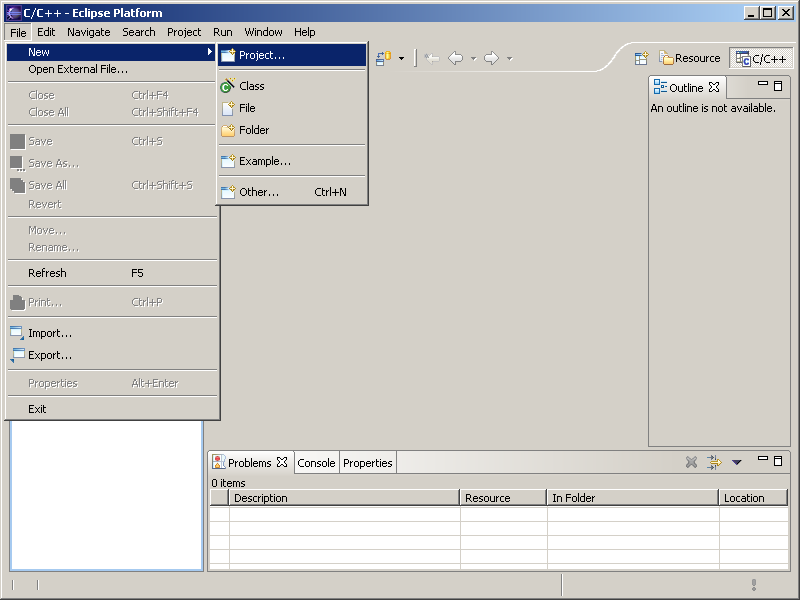 C/C++ - Eclipse Platform
File Edit Navigate Search Project Run Window Help
New
Project...
Open External File...
Class
Close Ctrl+F4
File
Close All Ctrl+Shift+F4
Folder
Save Ctrl+S
Example...
Save As...
Other... Ctrl+N
Save All Ctrl+Shift+S
Revert
Move...
Rename...
Refresh F5
Print... Ctrl+P
Import...
Export...
Properties Alt+Enter
Exit
Resource C/C++
Outline
An outline is not available.
Problems Console Properties
0 items
Description Resource In Folder Location